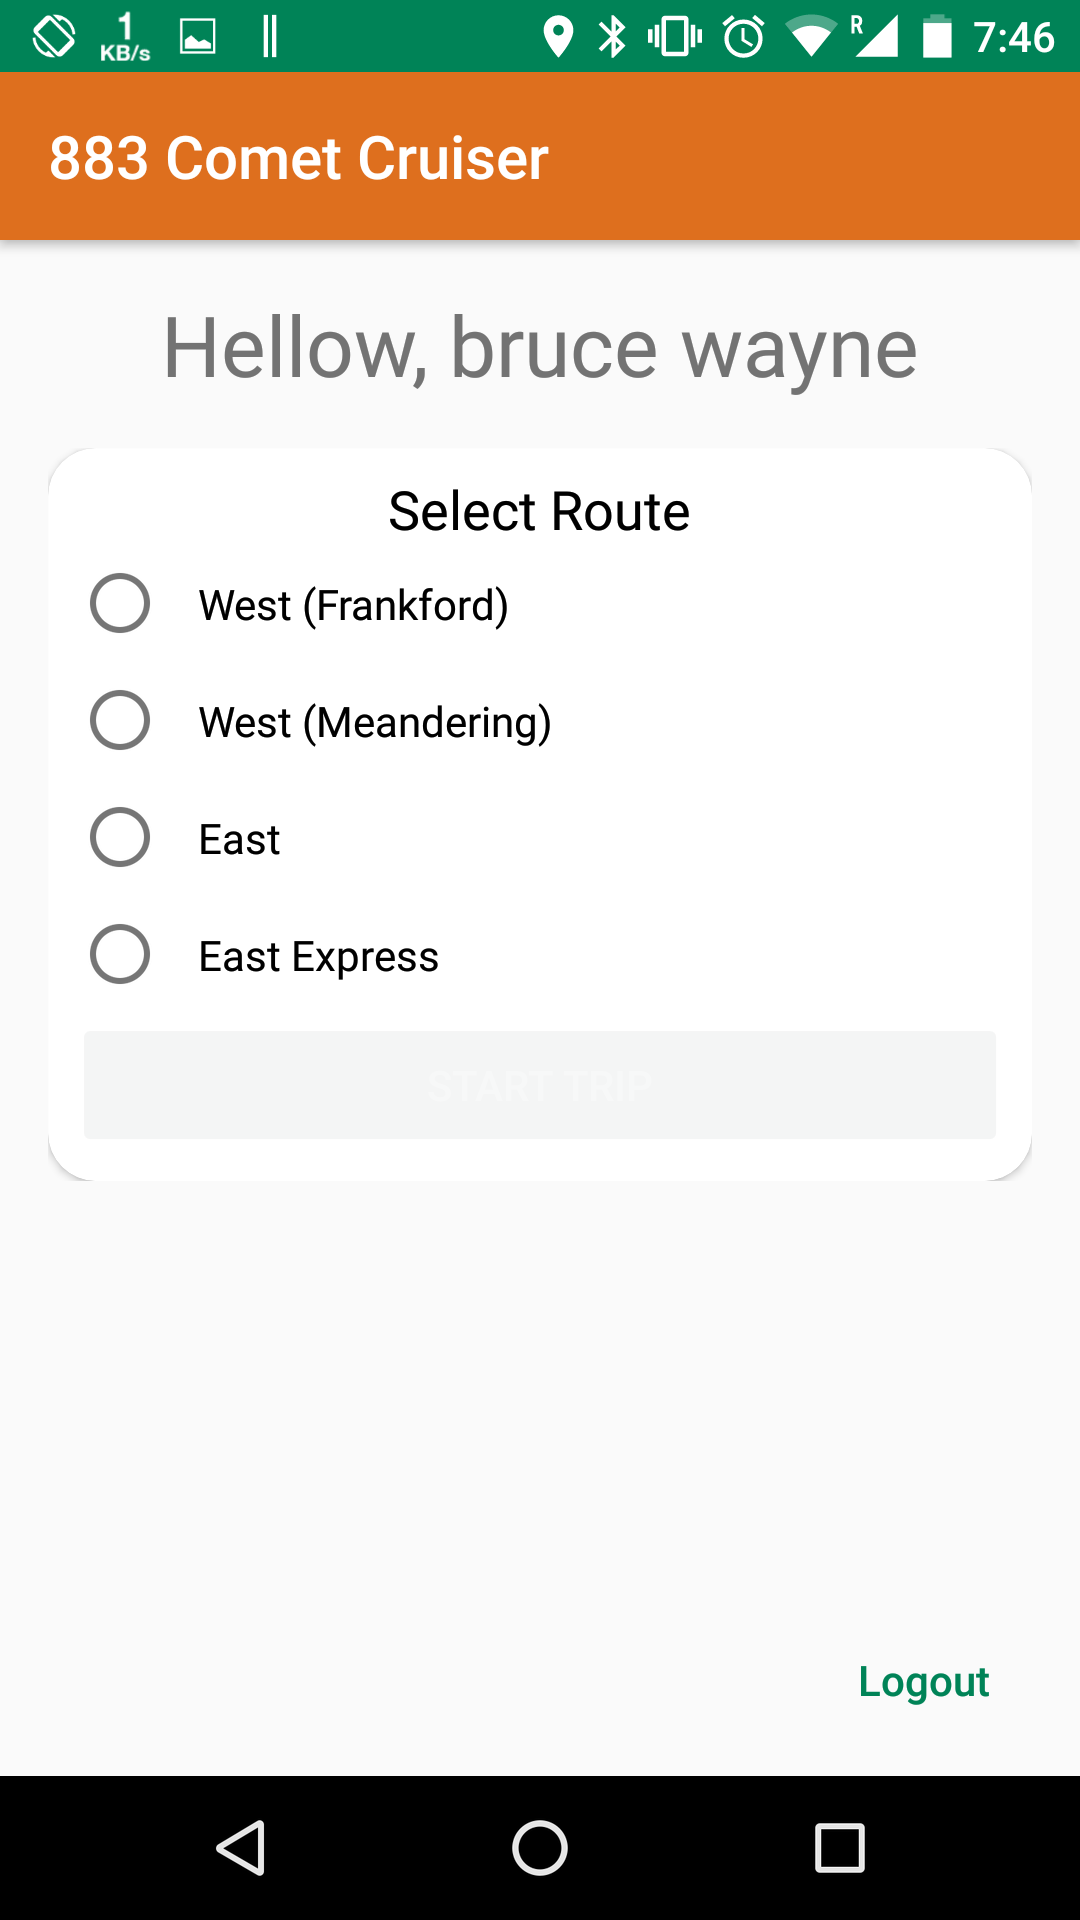 1
KB/s
R
7:46
883 Comet Cruiser
Hellow, bruce wayne
Select Route
West (Frankford)
West (Meandering)
East
East Express
START TRIP
Logout